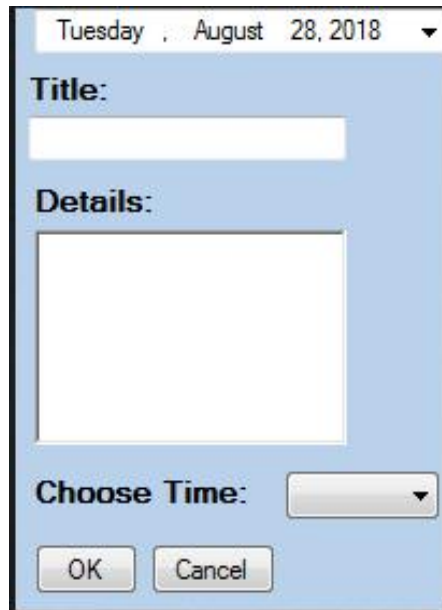 Tuesday , August 28, 2018
Title:
Details:
Choose Time:
OK Cancel